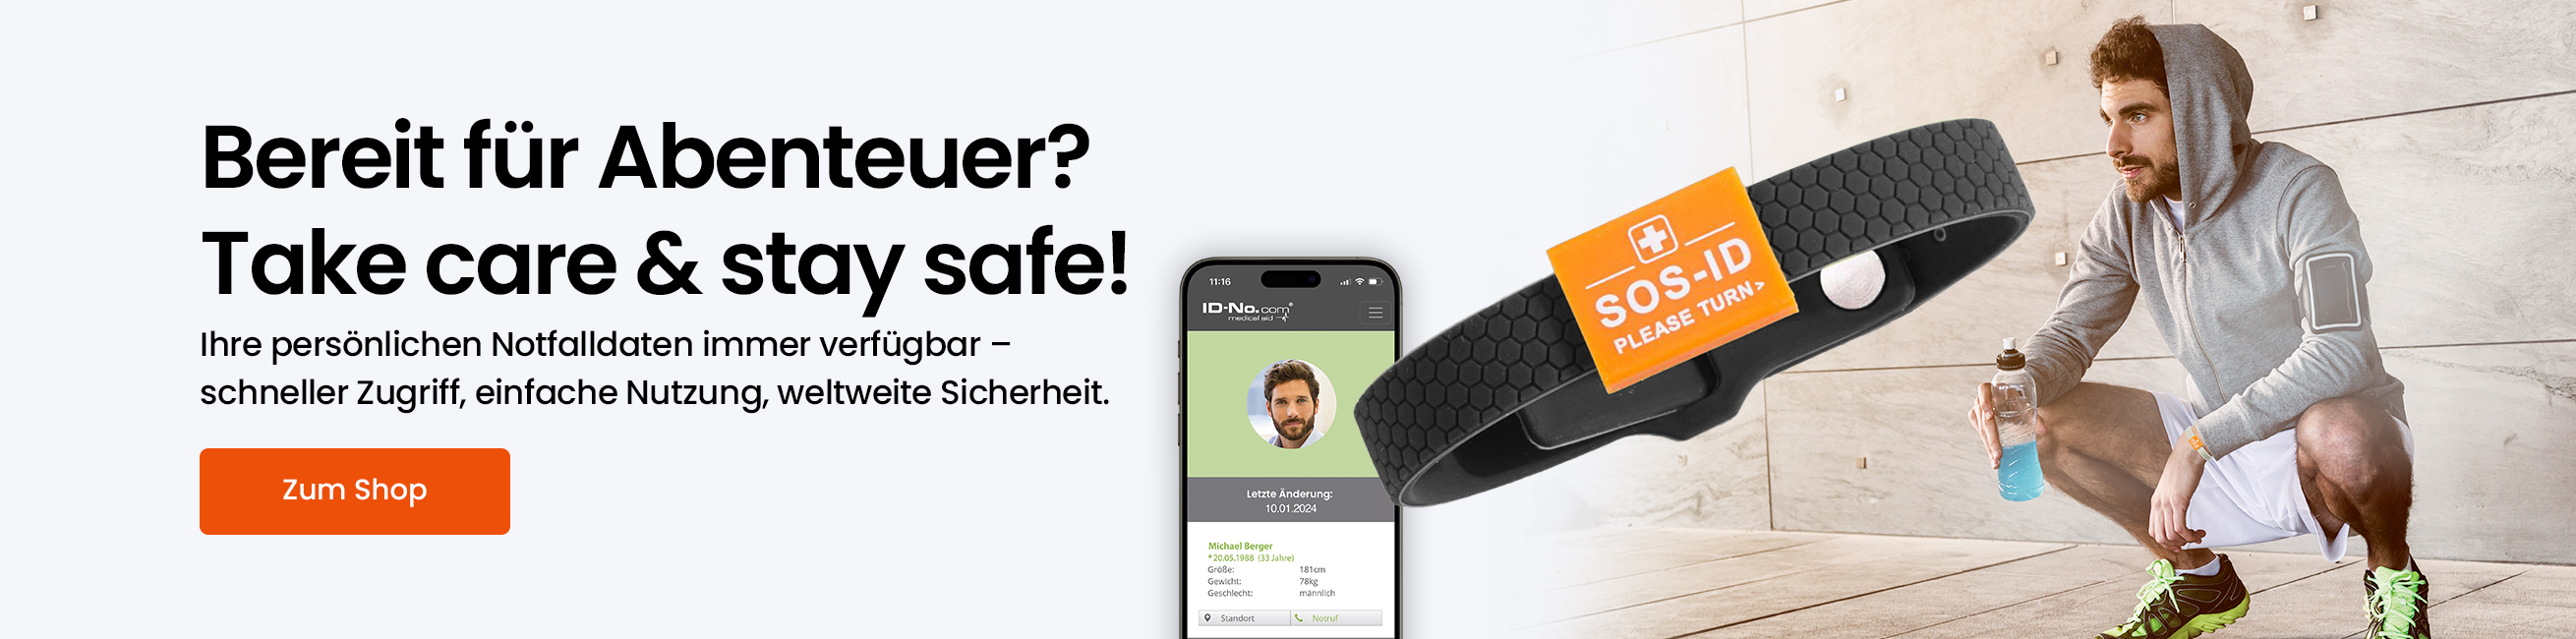 Bereit für Abenteuer?
Take care & stay safe!
Ihre persönlichen Notfalldaten immer verfügbar –
schneller Zugriff, einfache Nutzung, weltweite Sicherheit.
Zum Shop
11:16
ID-No.com®
medical aid
Letzte Änderung:
10.01.2024
Michael Berger
* 20.05.1988 (33 Jahre)
Größe: 181cm
Gewicht: 78kg
Geschlecht: männlich
Standort Notruf
SOS-ID
PLEASE TURN>